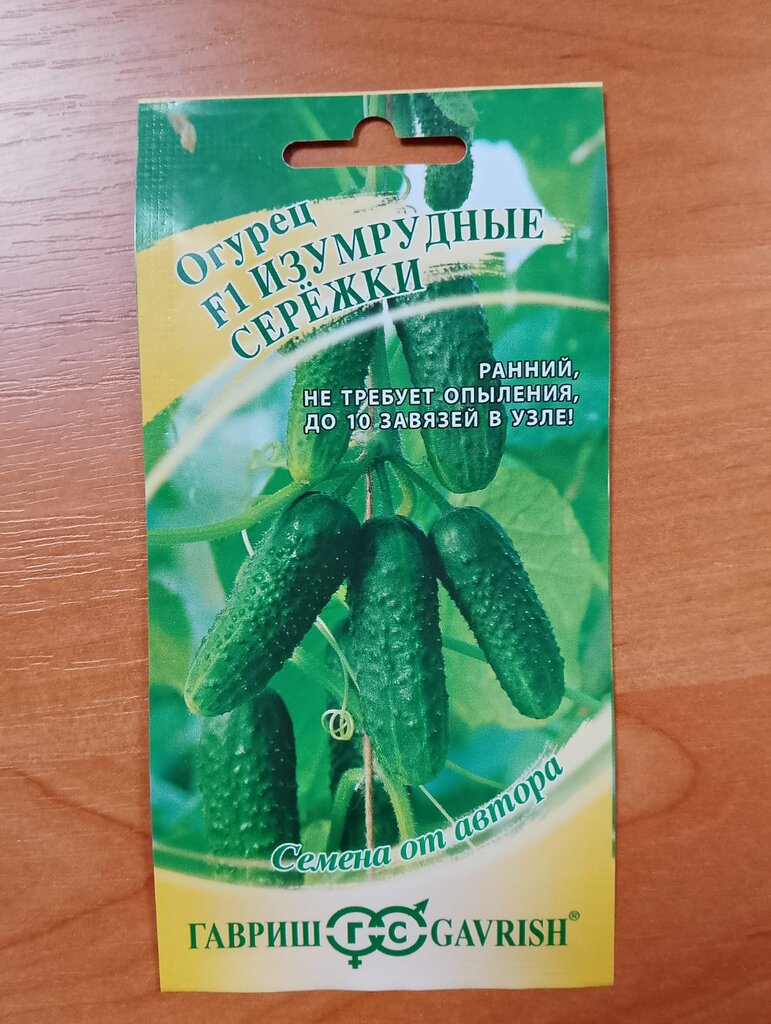 Огурец
F1 ИЗУМРУДНЫЕ
СЕРЁЖКИ
РАННИЙ,
НЕ ТРЕБУЕТ ОПЫЛЕНИЯ,
ДО 10 ЗАВЯЗЕЙ В УЗЛЕ!
Семена от автора
ГАВРИШ ГС GAVRISH®